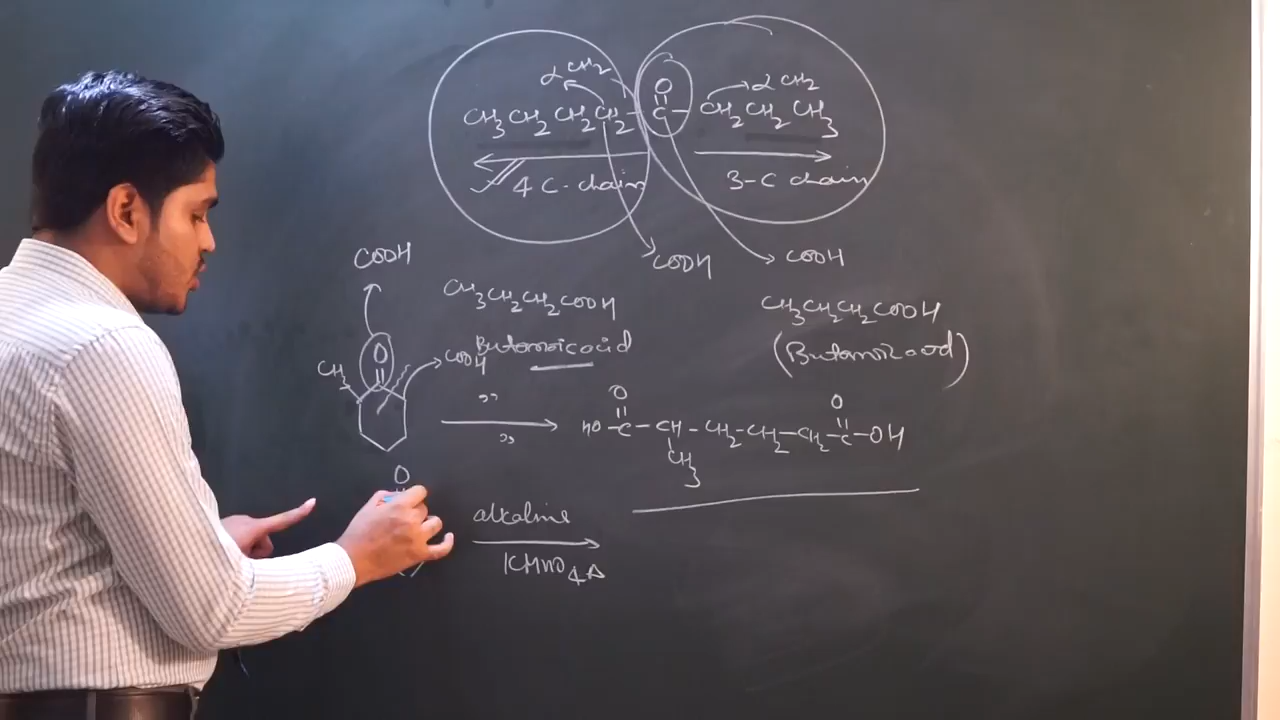 α CH2 O α CH2
CH3 CH2 CH2 CH2 – C – CH2 CH2 CH3
4 C-chain 3-C chain
COOH COOH COOH
CH3CH2CH2COOH CH3CH2CH2COOH
Butanoic acid (Butanoic acid)
O COOH
CH3
O O
,, HO – C – CH – CH2 – CH2 – CH2 – C – OH
,, CH3
O
alkaline
KMnO4 Δ